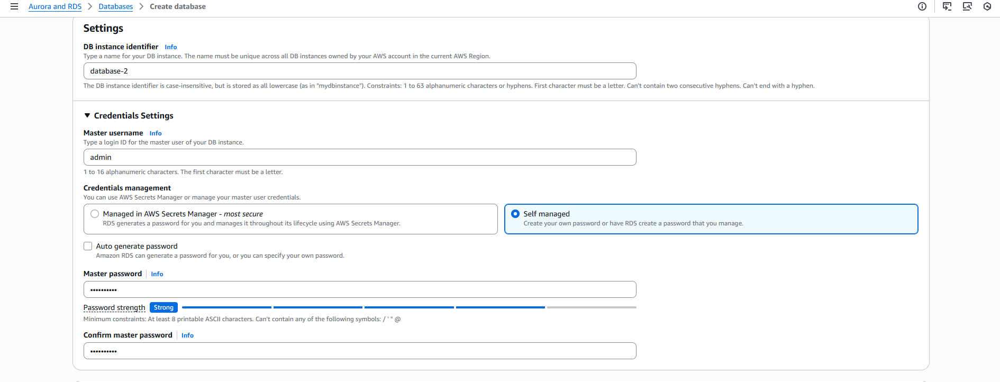 Aurora and RDS > Databases > Create database
Settings
DB instance identifier Info
Type a name for your DB instance. The name must be unique across all DB instances owned by your AWS account in the current AWS Region.
database-2
The DB instance identifier is case-insensitive, but is stored as all lowercase (as in "mydbinstance"). Constraints: 1 to 63 alphanumeric characters or hyphens. First character must be a letter. Can't contain two consecutive hyphens. Can't end with a hyphen.
Credentials Settings
Master username Info
Type a login ID for the master user of your DB instance.
admin
1 to 16 alphanumeric characters. The first character must be a letter.
Credentials management
You can use AWS Secrets Manager or manage your master user credentials.
Managed in AWS Secrets Manager - most secure
RDS generates a password for you and manages it throughout its lifecycle using AWS Secrets Manager.
Self managed
Create your own password or have RDS create a password that you manage.
Auto generate password
Amazon RDS can generate a password for you, or you can specify your own password.
Master password Info
••••••••••
Password strength Strong
Minimum constraints: At least 8 printable ASCII characters. Can't contain any of the following symbols: / ' " @
Confirm master password Info
••••••••••